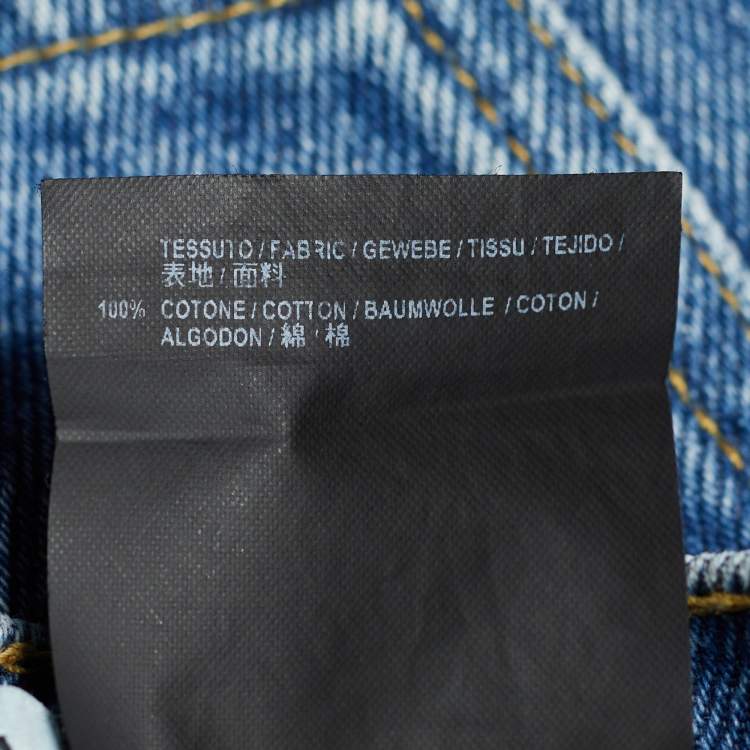 TESSUTO / FABRIC / GEWEBE / TISSU / TEJIDO /
表地 / 面料
100% COTONE / COTTON / BAUMWOLLE / COTON /
ALGODON / 綿 / 棉